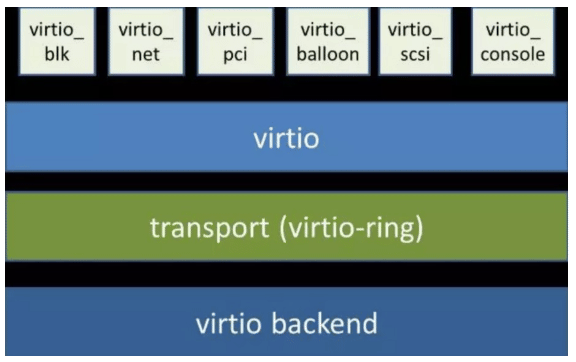 virtio_
blk
virtio_
net
virtio_
pci
virtio_
balloon
virtio_
scsi
virtio_
console
virtio
transport (virtio-ring)
virtio backend